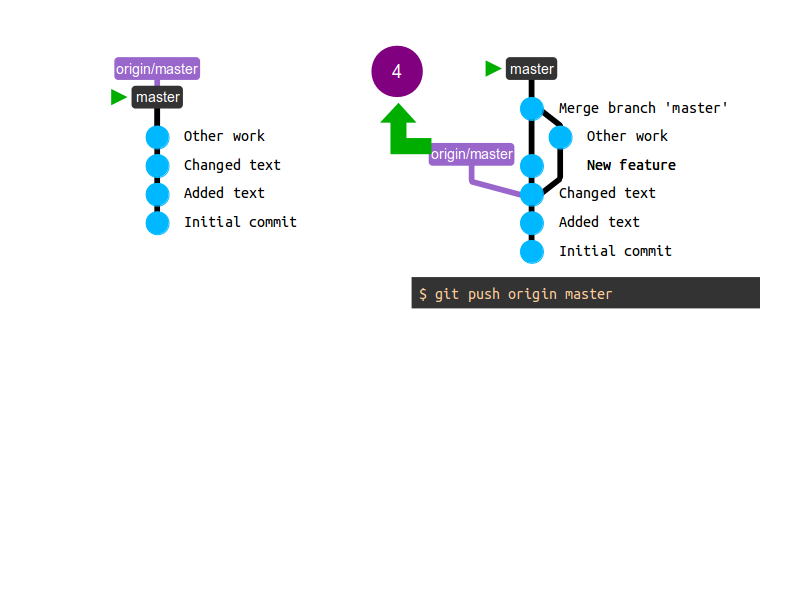 origin/master
master
Other work
Changed text
Added text
Initial commit
4
master
Merge branch 'master'
Other work
origin/master
New feature
Changed text
Added text
Initial commit
$ git push origin master